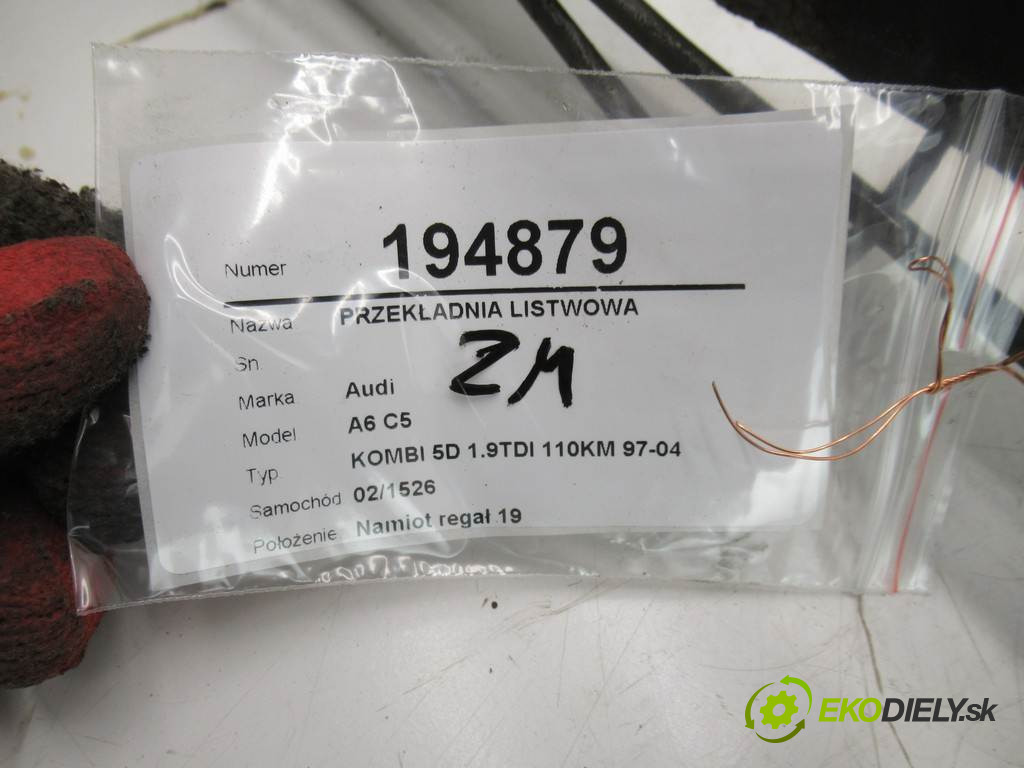 Numer 194879
Nazwa PRZEKŁADNIA LISTWOWA
Sn.
ZM
Marka Audi
Model A6 C5
Typ. KOMBI 5D 1.9TDI 110KM 97-04
Samochód 02/1526
Położenie Namiot regał 19
EKODIELY.sk